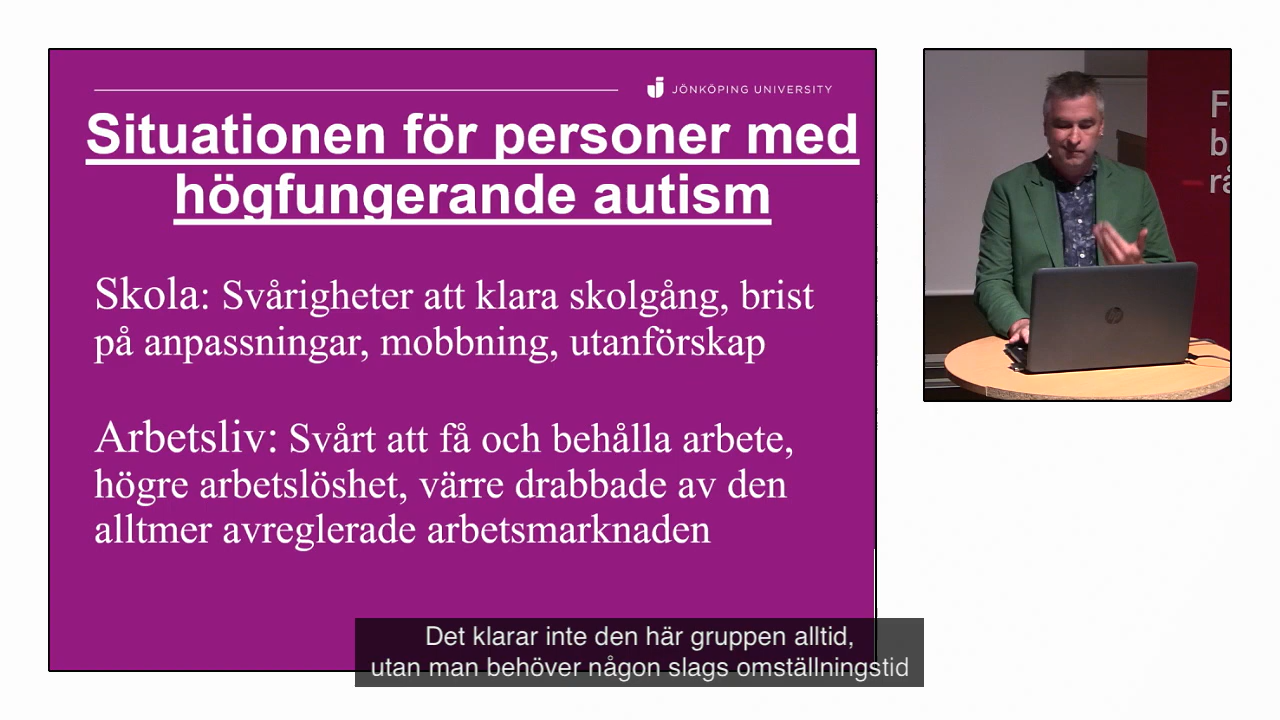 JÖNKÖPING UNIVERSITY
Situationen för personer med
högfungerande autism
Skola: Svårigheter att klara skolgång, brist
på anpassningar, mobbning, utanförskap
Arbetsliv: Svårt att få och behålla arbete,
högre arbetslöshet, värre drabbade av den
alltmer avreglerade arbetsmarknaden
hp
Det klarar inte den här gruppen alltid,
utan man behöver någon slags omställningstid